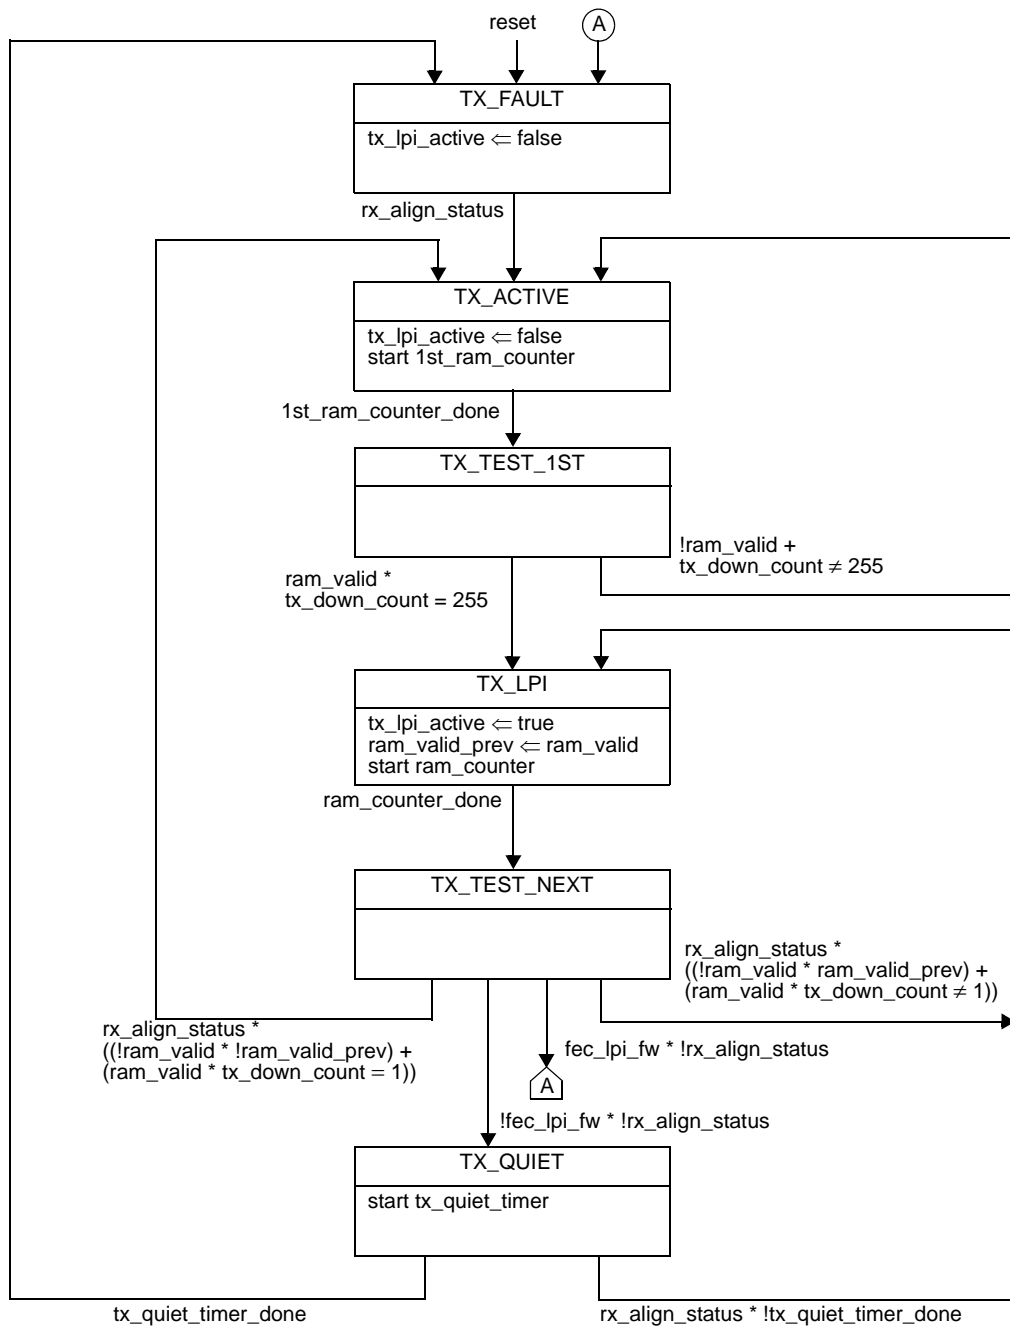 reset
A
TX_FAULT
tx_lpi_active ⇐ false
rx_align_status
TX_ACTIVE
tx_lpi_active ⇐ false
start 1st_ram_counter
1st_ram_counter_done
TX_TEST_1ST
!ram_valid +
tx_down_count ≠ 255
ram_valid *
tx_down_count = 255
TX_LPI
tx_lpi_active ⇐ true
ram_valid_prev ⇐ ram_valid
start ram_counter
ram_counter_done
TX_TEST_NEXT
rx_align_status *
((!ram_valid * ram_valid_prev) +
(ram_valid * tx_down_count ≠ 1))
rx_align_status *
((!ram_valid * !ram_valid_prev) +
(ram_valid * tx_down_count = 1))
fec_lpi_fw * !rx_align_status
A
!fec_lpi_fw * !rx_align_status
TX_QUIET
start tx_quiet_timer
tx_quiet_timer_done
rx_align_status * !tx_quiet_timer_done